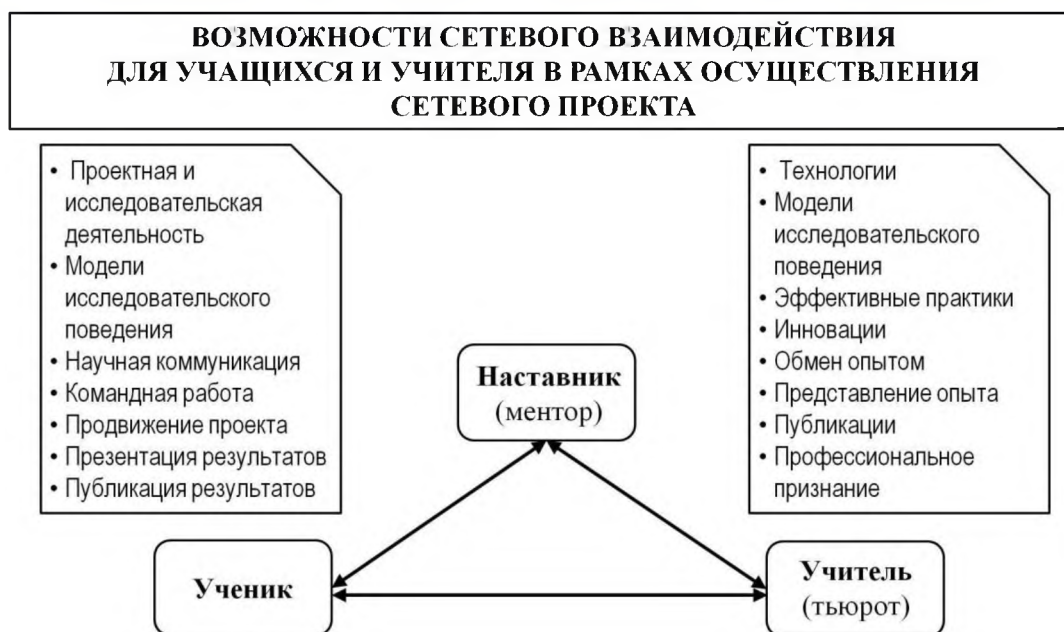 ВОЗМОЖНОСТИ СЕТЕВОГО ВЗАИМОДЕЙСТВИЯ
ДЛЯ УЧАЩИХСЯ И УЧИТЕЛЯ В РАМКАХ ОСУЩЕСТВЛЕНИЯ
СЕТЕВОГО ПРОЕКТА
• Проектная и
исследовательская
деятельность
• Модели
исследовательского
поведения
• Научная коммуникация
• Командная работа
• Продвижение проекта
• Презентация результатов
• Публикация результатов
• Технологии
• Модели
исследовательского
поведения
• Эффективные практики
• Инновации
• Обмен опытом
• Представление опыта
• Публикации
• Профессиональное
признание
Наставник
(ментор)
Ученик
Учитель
(тьюрот)